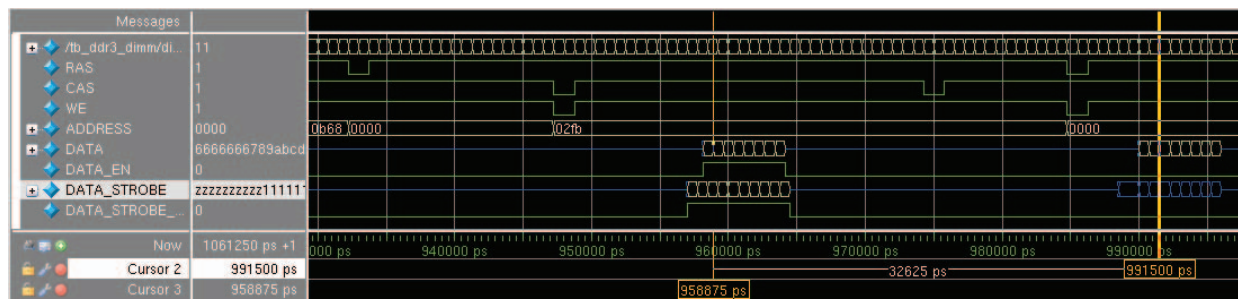 Messages
/tb_ddr3_dimm/di... 11
RAS 1
CAS 1
WE 1
ADDRESS 0000 0b68 0000 02fb 0000
DATA 6666666789abcd
DATA_EN 0
DATA_STROBE zzzzzzzzzz11111
DATA_STROBE_... 0
Now 1061250 ps +1 000 ps 940000 ps 950000 ps 960000 ps 970000 ps 980000 ps 990000 ps
Cursor 2 991500 ps 32625 ps 991500 ps
Cursor 3 958875 ps 958875 ps